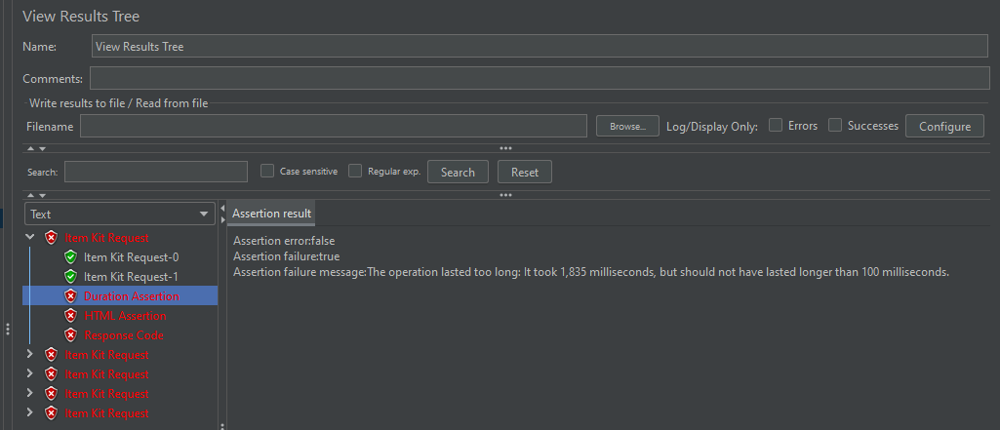 View Results Tree
Name: View Results Tree
Comments:
Write results to file / Read from file
Filename Browse... Log/Display Only: Errors Successes Configure
Search: Case sensitive Regular exp. Search Reset
Text
Assertion result
Item Kit Request
Item Kit Request-0
Item Kit Request-1
Duration Assertion
HTML Assertion
Response Code
Item Kit Request
Item Kit Request
Item Kit Request
Item Kit Request
Assertion error:false
Assertion failure:true
Assertion failure message:The operation lasted too long: It took 1,835 milliseconds, but should not have lasted longer than 100 milliseconds.